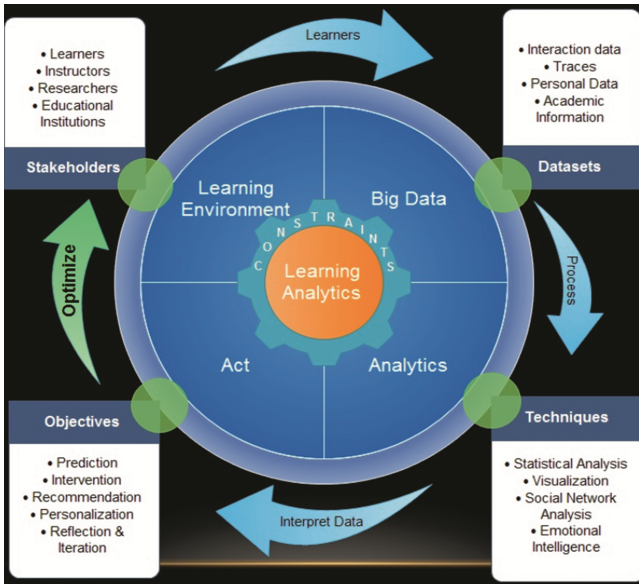 • Learners
• Instructors
• Researchers
• Educational
Institutions
Stakeholders
Learners
• Interaction data
• Traces
• Personal Data
• Academic
Information
Datasets
Learning
Environment
Big Data
CONSTRAINTS
Learning
Analytics
Act
Analytics
Optimize
Process
Objectives
• Prediction
• Intervention
• Recommendation
• Personalization
• Reflection &
Iteration
Interpret Data
Techniques
• Statistical Analysis
• Visualization
• Social Network
Analysis
• Emotional
Intelligence